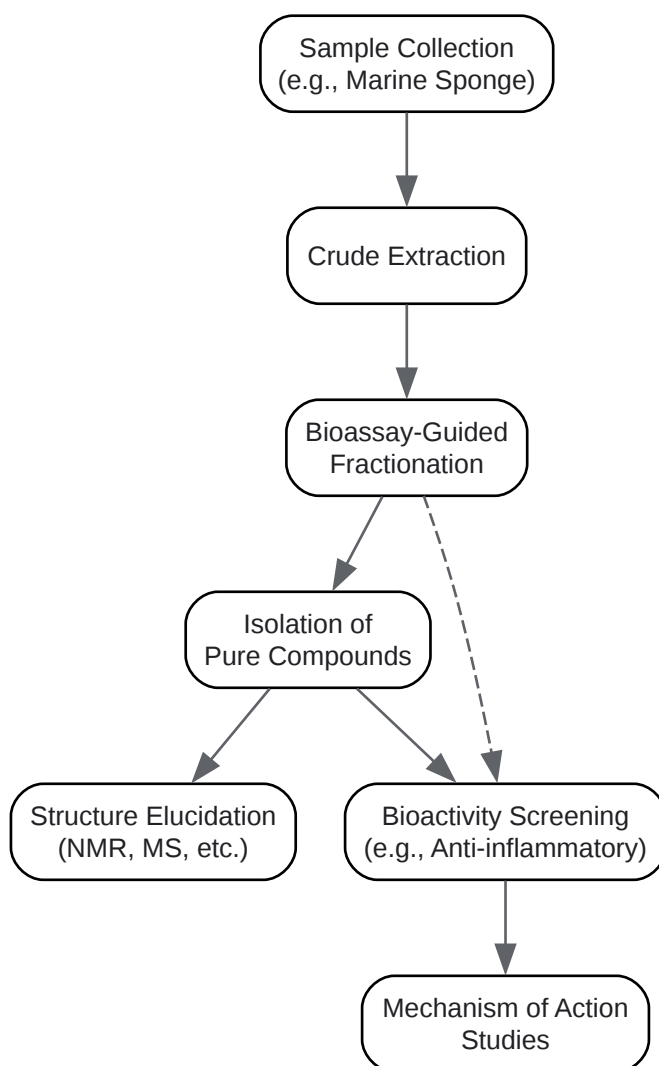 Sample Collection
(e.g., Marine Sponge)
Crude Extraction
Bioassay-Guided
Fractionation
Isolation of
Pure Compounds
Structure Elucidation
(NMR, MS, etc.)
Bioactivity Screening
(e.g., Anti-inflammatory)
Mechanism of Action
Studies